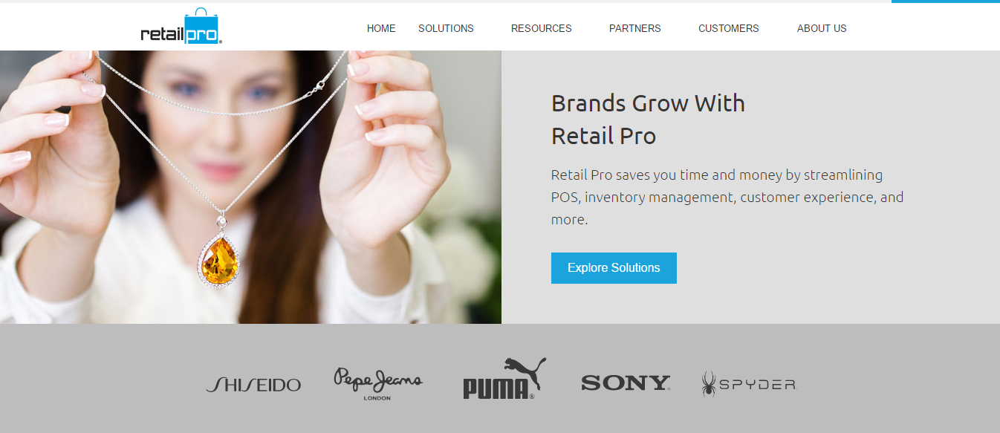 retailpro®
HOME SOLUTIONS RESOURCES PARTNERS CUSTOMERS ABOUT US
Brands Grow With
Retail Pro
Retail Pro saves you time and money by streamlining
POS, inventory management, customer experience, and
more.
Explore Solutions
SHISEIDO
Pepe Jeans
LONDON
PUMA®
SONY
SPYDER